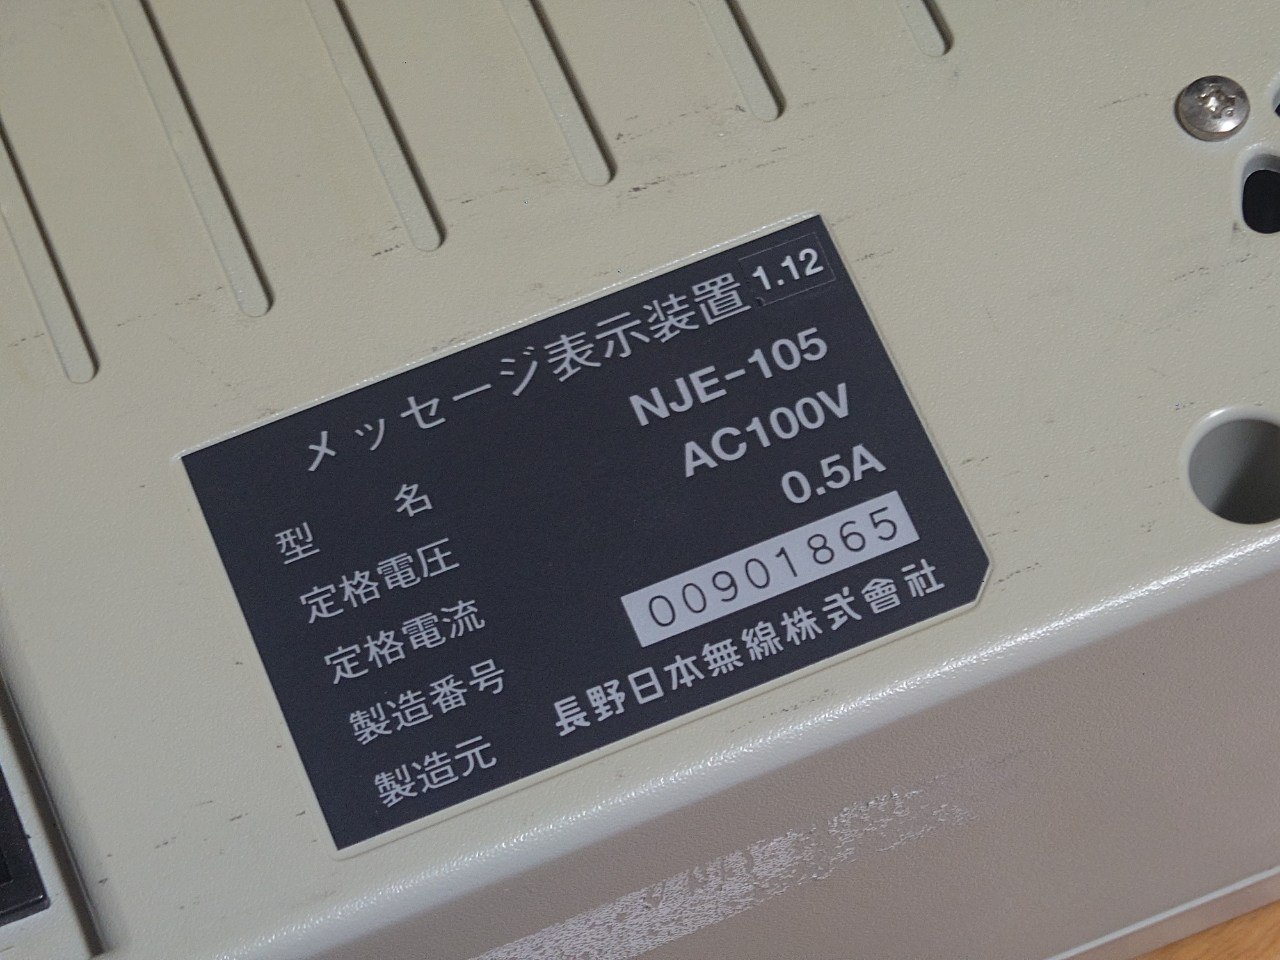 メッセージ表示装置 1.12
型名 NJE-105
定格電圧 AC100V
定格電流 0.5A
製造番号 00901865
製造元 長野日本無線株式會社